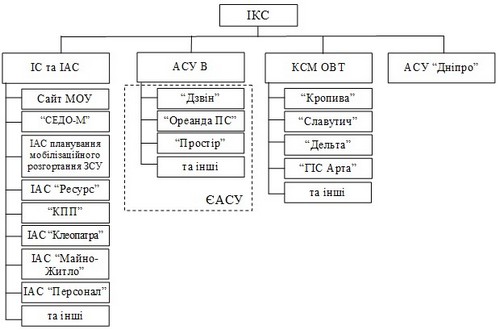 ІКС
ІС та ІАС
АСУ В
КСМ ОВТ
АСУ “Дніпро”
Сайт МОУ
“СЕДО-М”
ІАС планування
мобілізаційного
розгортання ЗСУ
ІАС “Ресурс”
“КПП”
ІАС “Клеопатра”
ІАС “Майно-
Житло”
ІАС “Персонал”
та інші
“Дзвін”
“Ореанда ПС”
“Простір”
та інші
ЄАСУ
“Кропива”
“Славутич”
“Дельта”
“ГІС Арта”
та інші